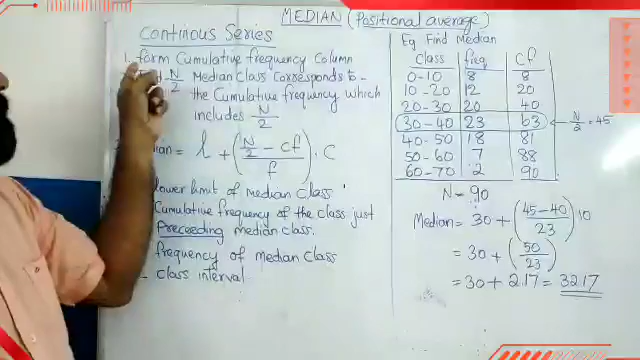 MEDIAN (Positional average)
Continous Series
1. form Cumulative frequency Column
N/2 Median Class Corresponds to -
the Cumulative frequency which
includes N/2
= l + (N/2 - cf / f) . C
lower limit of median class
Cumulative frequency of the class just
Preceeding median class.
frequency of median Class
class interval
Eg Find Median
Class freq cf
0-10 8 8
10-20 12 20
20-30 20 40
30-40 23 63 N/2 = 45
40-50 18 81
50-60 7 88
60-70 2 90
N = 90
Median = 30 + (45-40 / 23) 10
= 30 + (50/23)
= 30 + 2.17 = 32.17